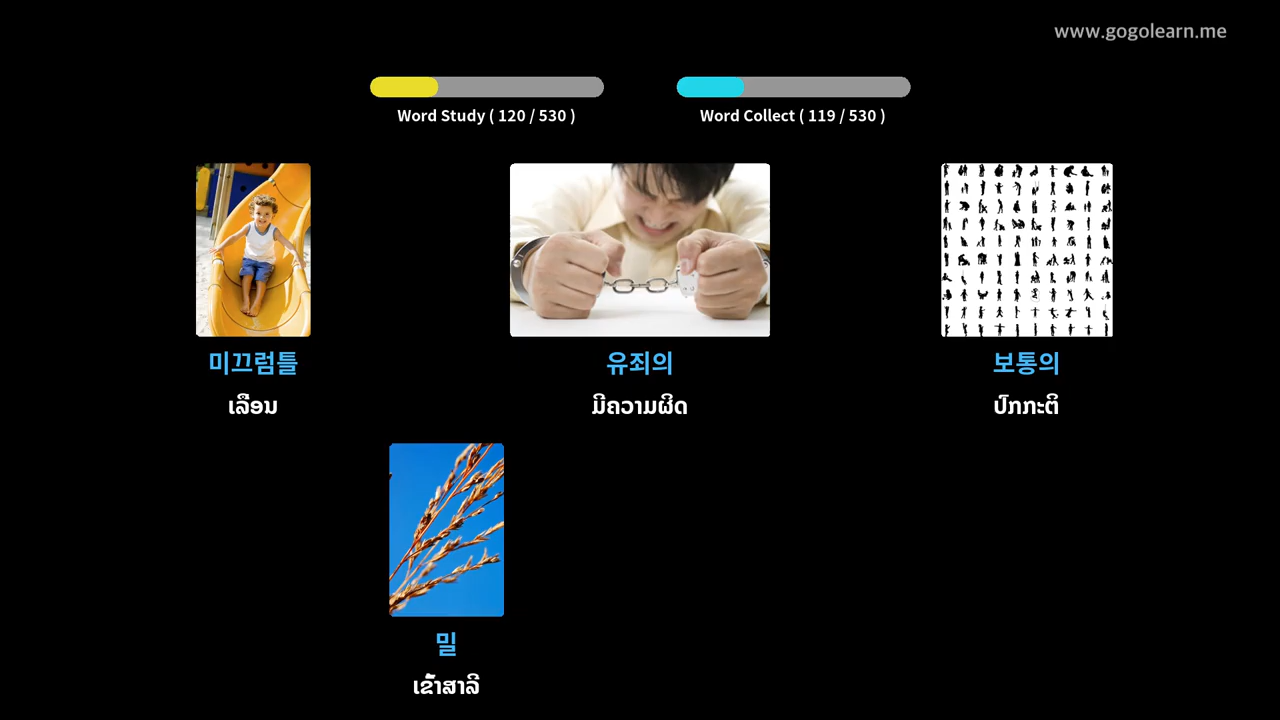 www.gogolearn.me
Word Study ( 120 / 530 )
Word Collect ( 119 / 530 )
미끄럼틀
ເລືອນ
유죄의
ມີຄວາມຜິດ
보통의
ປົກກະຕິ
밀
ເຂົ້າສາລີ